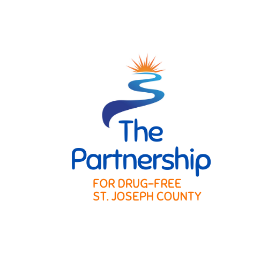 The
Partnership
FOR DRUG-FREE
ST. JOSEPH COUNTY